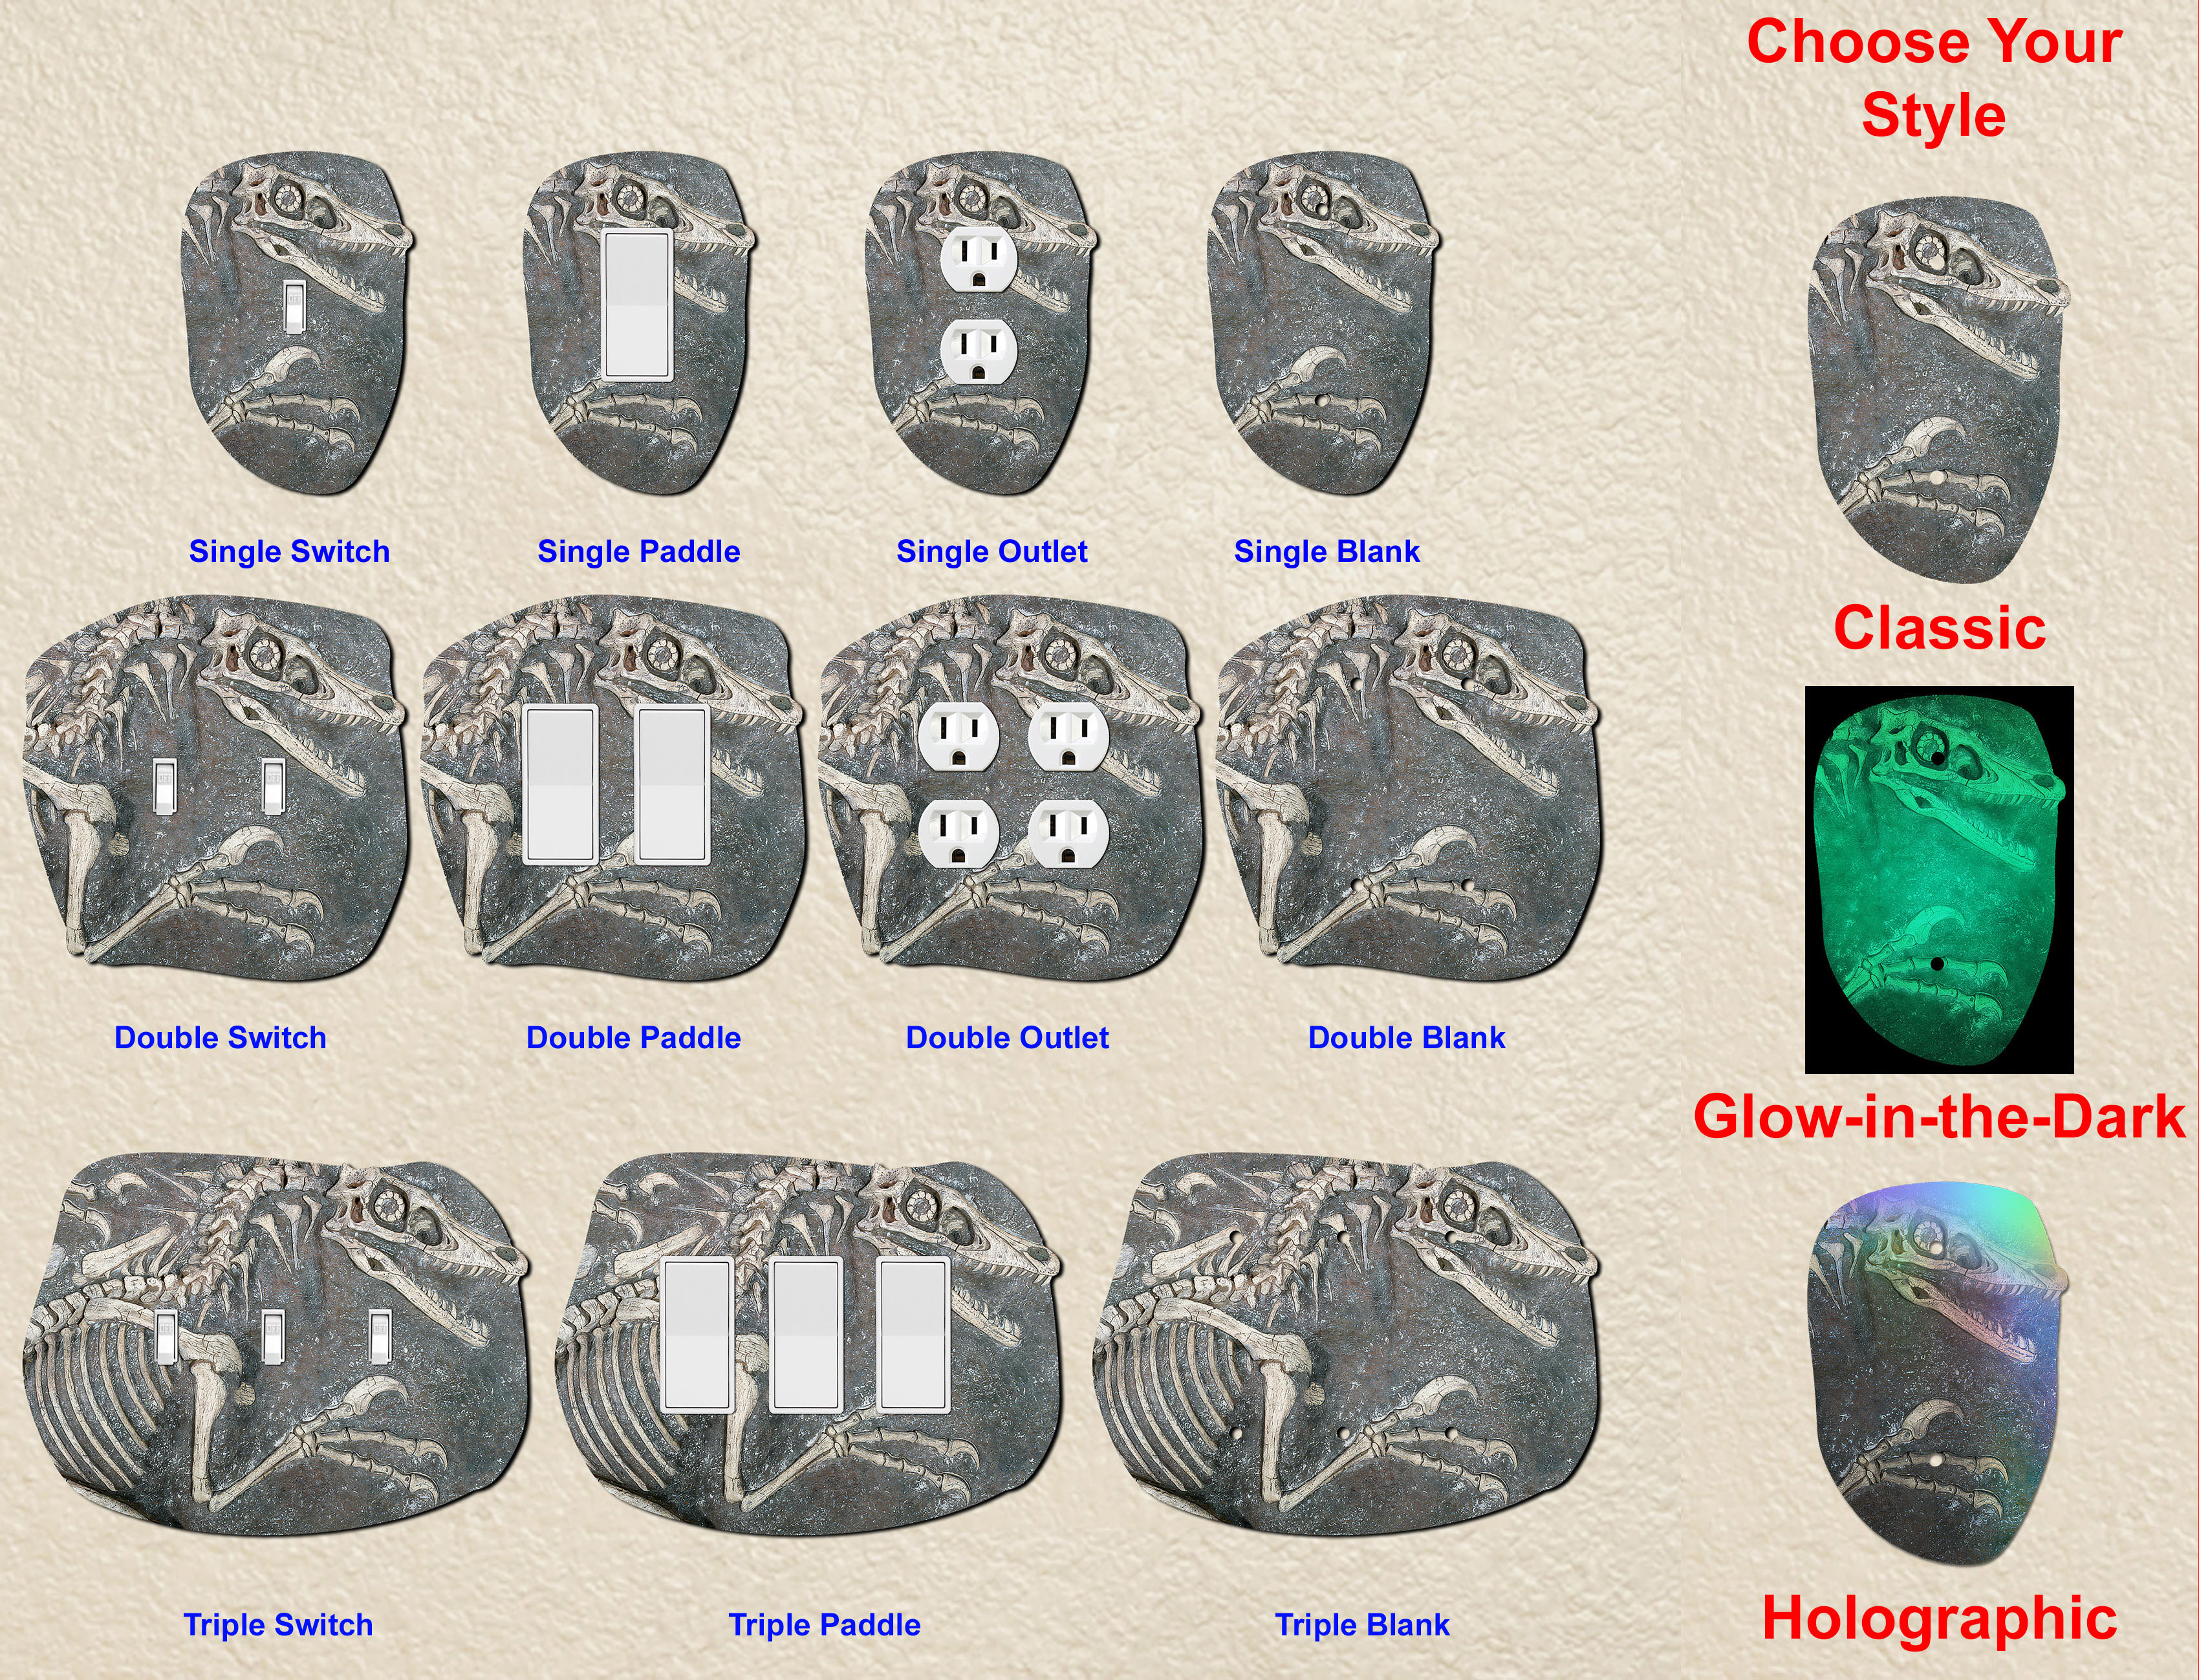 Choose Your
Style
Single Switch
Single Paddle
Single Outlet
Single Blank
Classic
Double Switch
Double Paddle
Double Outlet
Double Blank
Glow-in-the-Dark
Triple Switch
Triple Paddle
Triple Blank
Holographic